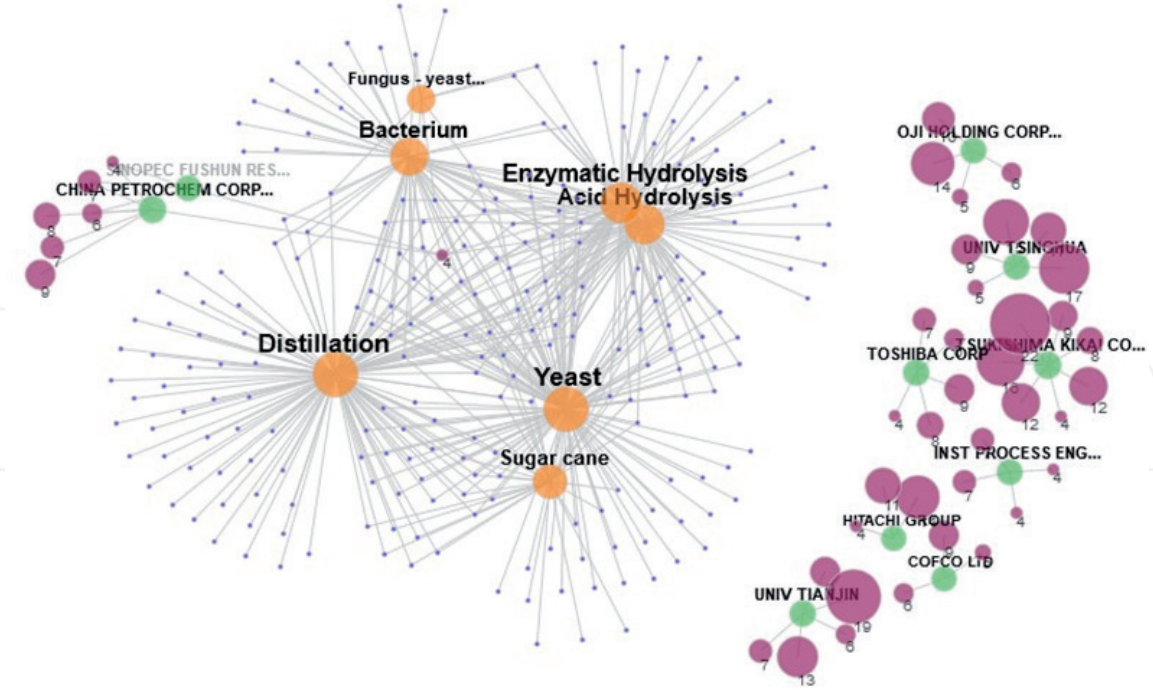 Fungus - yeast...
Bacterium
Enzymatic Hydrolysis
Acid Hydrolysis
SINOPEC FUSHUN RES...
CHINA PETROCHEM CORP...
6
8
7
9
4
Distillation
Yeast
Sugar cane
OJI HOLDING CORP...
14
6
5
UNIV TSINGHUA
9
5
17
7
9
TSUKISHIMA KIKAI CO...
22
8
TOSHIBA CORP
9
12
12
4
4
8
INST PROCESS ENG...
7
4
4
11
HITACHI GROUP
4
9
COFCO LTD
6
UNIV TIANJIN
19
6
7
13